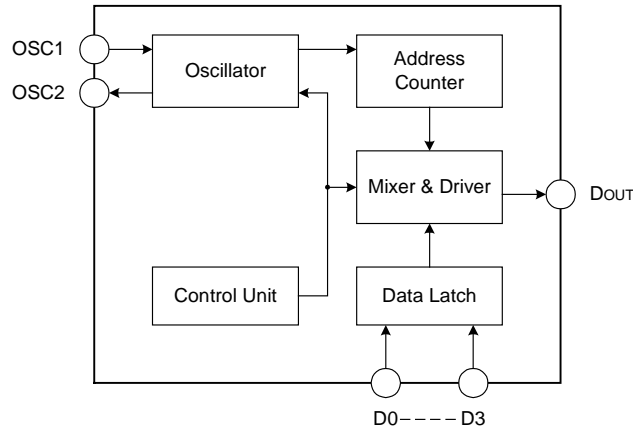 OSC1
OSC2
Oscillator
Address
Counter
Mixer & Driver
DOUT
Control Unit
Data Latch
D0----D3